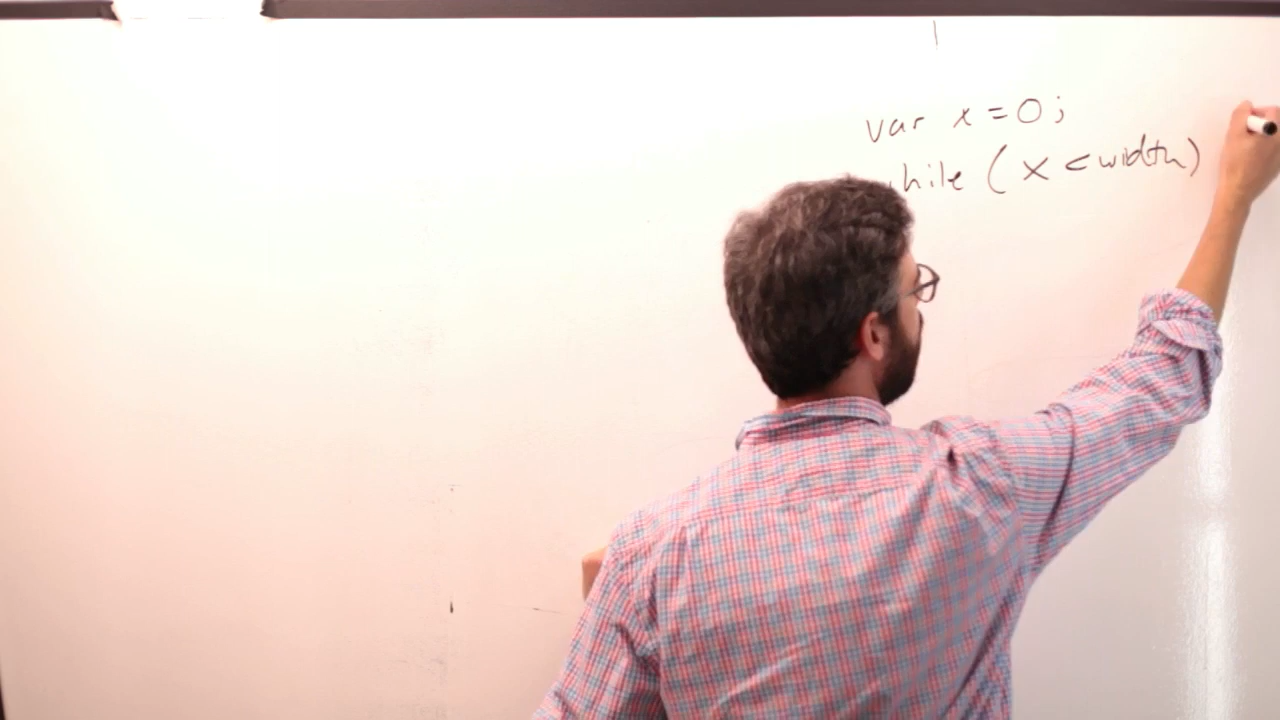 var x = 0;
while ( x < width)